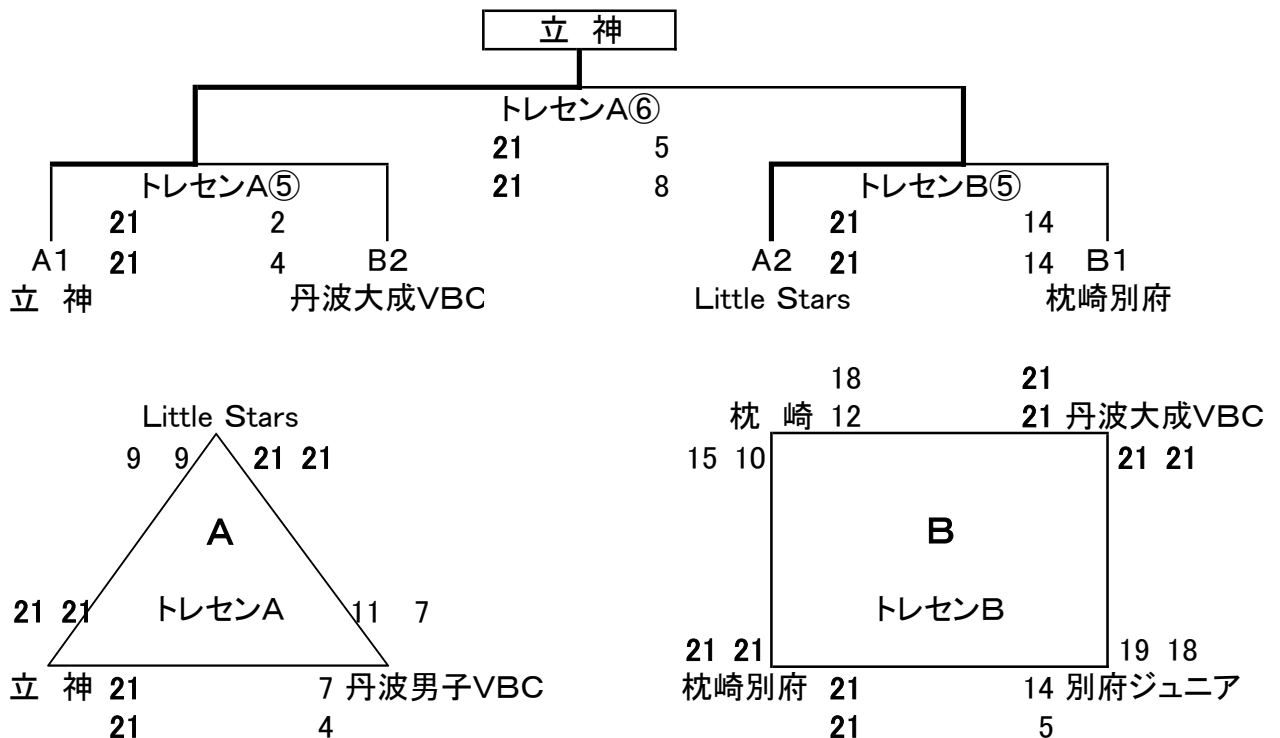 立 神
トレセンA⑥
21 5
21 8
トレセンA⑤ トレセンB⑤
21 2 21 14
A1 21 4 B2 A2 21 14 B1
立 神 丹波大成VBC Little Stars 枕崎別府
18 21
Little Stars 枕 崎 12 21 丹波大成VBC
9 9 21 21 15 10 21 21
A B
21 21 トレセンA 11 7 トレセンB
21 21 19 18
立 神 21 7 丹波男子VBC 枕崎別府 21 14 別府ジュニア
21 4 21 5